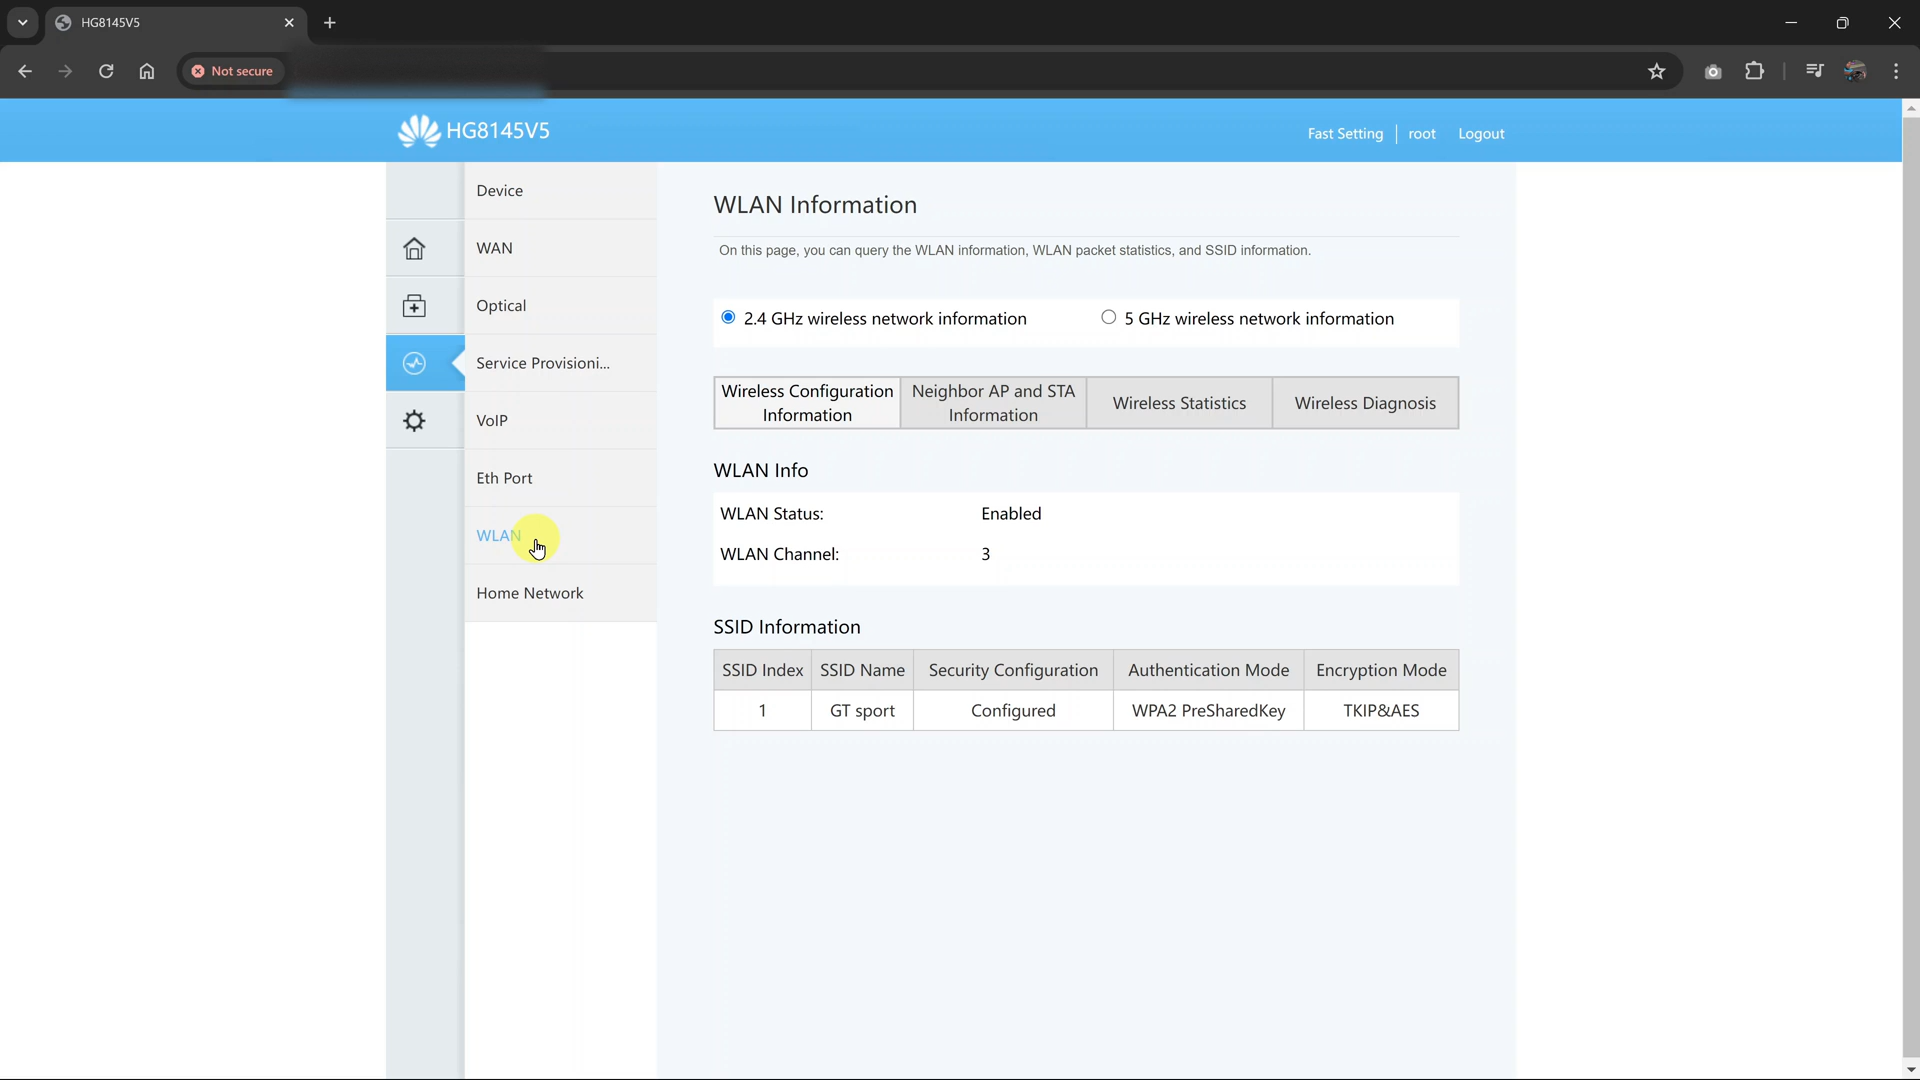 HG8145V5
Not secure
HG8145V5
Fast Setting | root Logout
Device
WAN
Optical
Service Provisioni...
VoIP
Eth Port
WLAN
Home Network
WLAN Information
On this page, you can query the WLAN information, WLAN packet statistics, and SSID information.
2.4 GHz wireless network information 5 GHz wireless network information
Wireless Configuration Information
Neighbor AP and STA Information
Wireless Statistics
Wireless Diagnosis
WLAN Info
WLAN Status: Enabled
WLAN Channel: 3
SSID Information
SSID Index SSID Name Security Configuration Authentication Mode Encryption Mode
1 GT sport Configured WPA2 PreSharedKey TKIP&AES